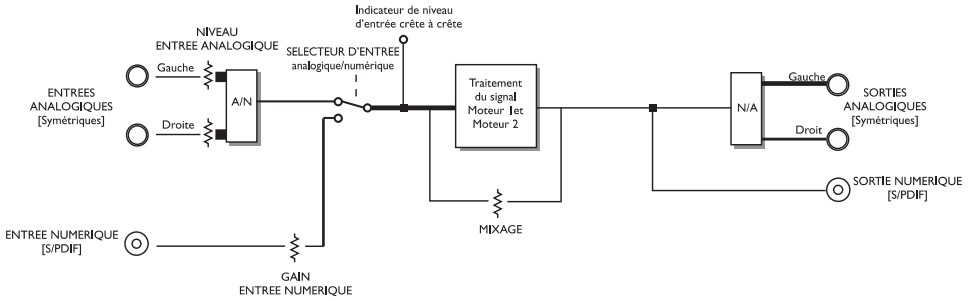 Indicateur de niveau
d'entrée crête à crête
NIVEAU
ENTREE ANALOGIQUE
SELECTEUR D'ENTREE
analogique/numérique
Gauche
ENTREES
ANALOGIQUES
[Symétriques]
Droite
A/N
Traitement
du signal
Moteur 1et
Moteur 2
N/A
Gauche
SORTIES
ANALOGIQUES
[Symétriques]
Droit
SORTIE NUMERIQUE
[S/PDIF]
MIXAGE
ENTREE NUMERIQUE
[S/PDIF]
GAIN
ENTREE NUMERIQUE